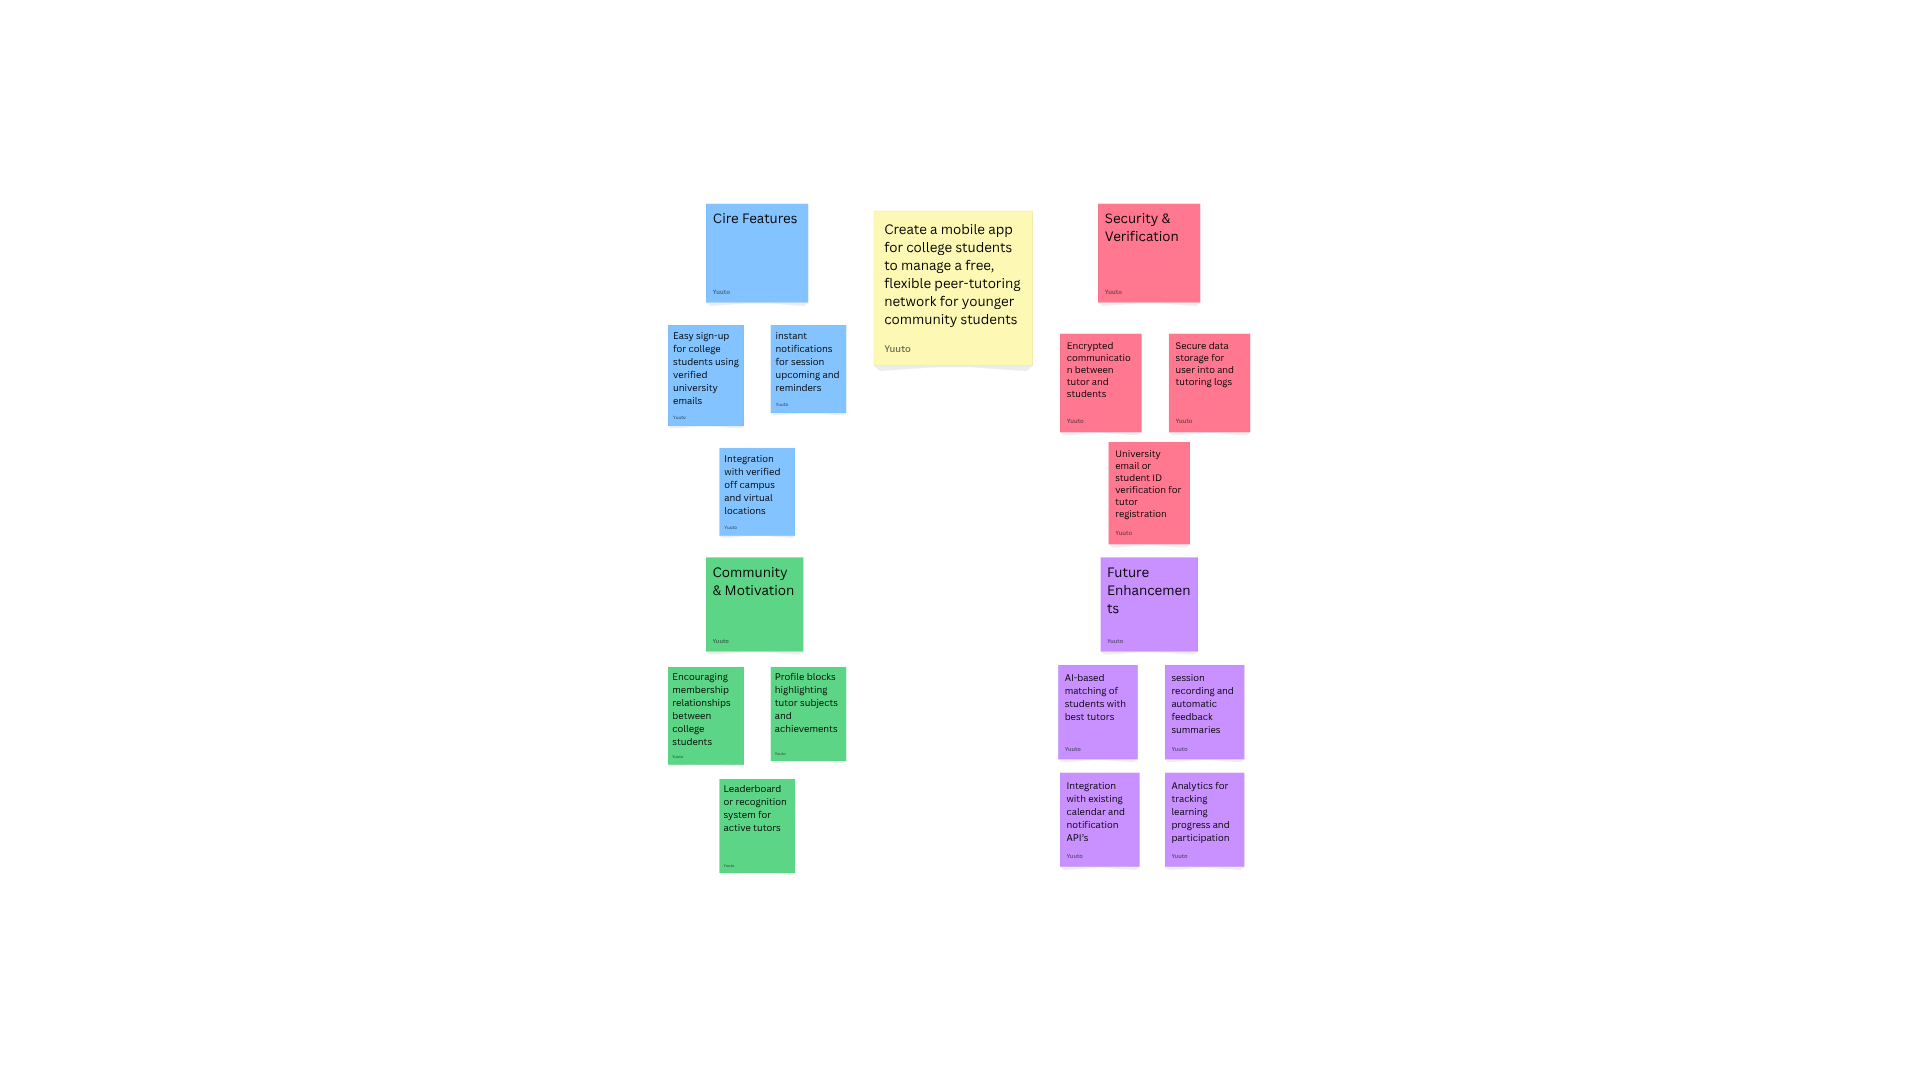 Cire Features
Yuuto
Create a mobile app
for college students
to manage a free,
flexible peer-tutoring
network for younger
community students
Yuuto
Security &
Verification
Yuuto
Easy sign-up
for college
students using
verified
university
emails
Yuuto
instant
notifications
for session
upcoming and
reminders
Yuuto
Integration
with verified
off campus
and virtual
locations
Yuuto
Encrypted
communicatio
n between
tutor and
students
Yuuto
Secure data
storage for
user into and
tutoring logs
Yuuto
University
email or
student ID
verification for
tutor
registration
Yuuto
Community
& Motivation
Yuuto
Encouraging
membership
relationships
between
college
students
Yuuto
Profile blocks
highlighting
tutor subjects
and
achievements
Yuuto
Leaderboard
or recognition
system for
active tutors
Yuuto
Future
Enhancemen
ts
Yuuto
AI-based
matching of
students with
best tutors
Yuuto
session
recording and
automatic
feedback
summaries
Yuuto
Integration
with existing
calendar and
notification
API's
Yuuto
Analytics for
tracking
learning
progress and
participation
Yuuto